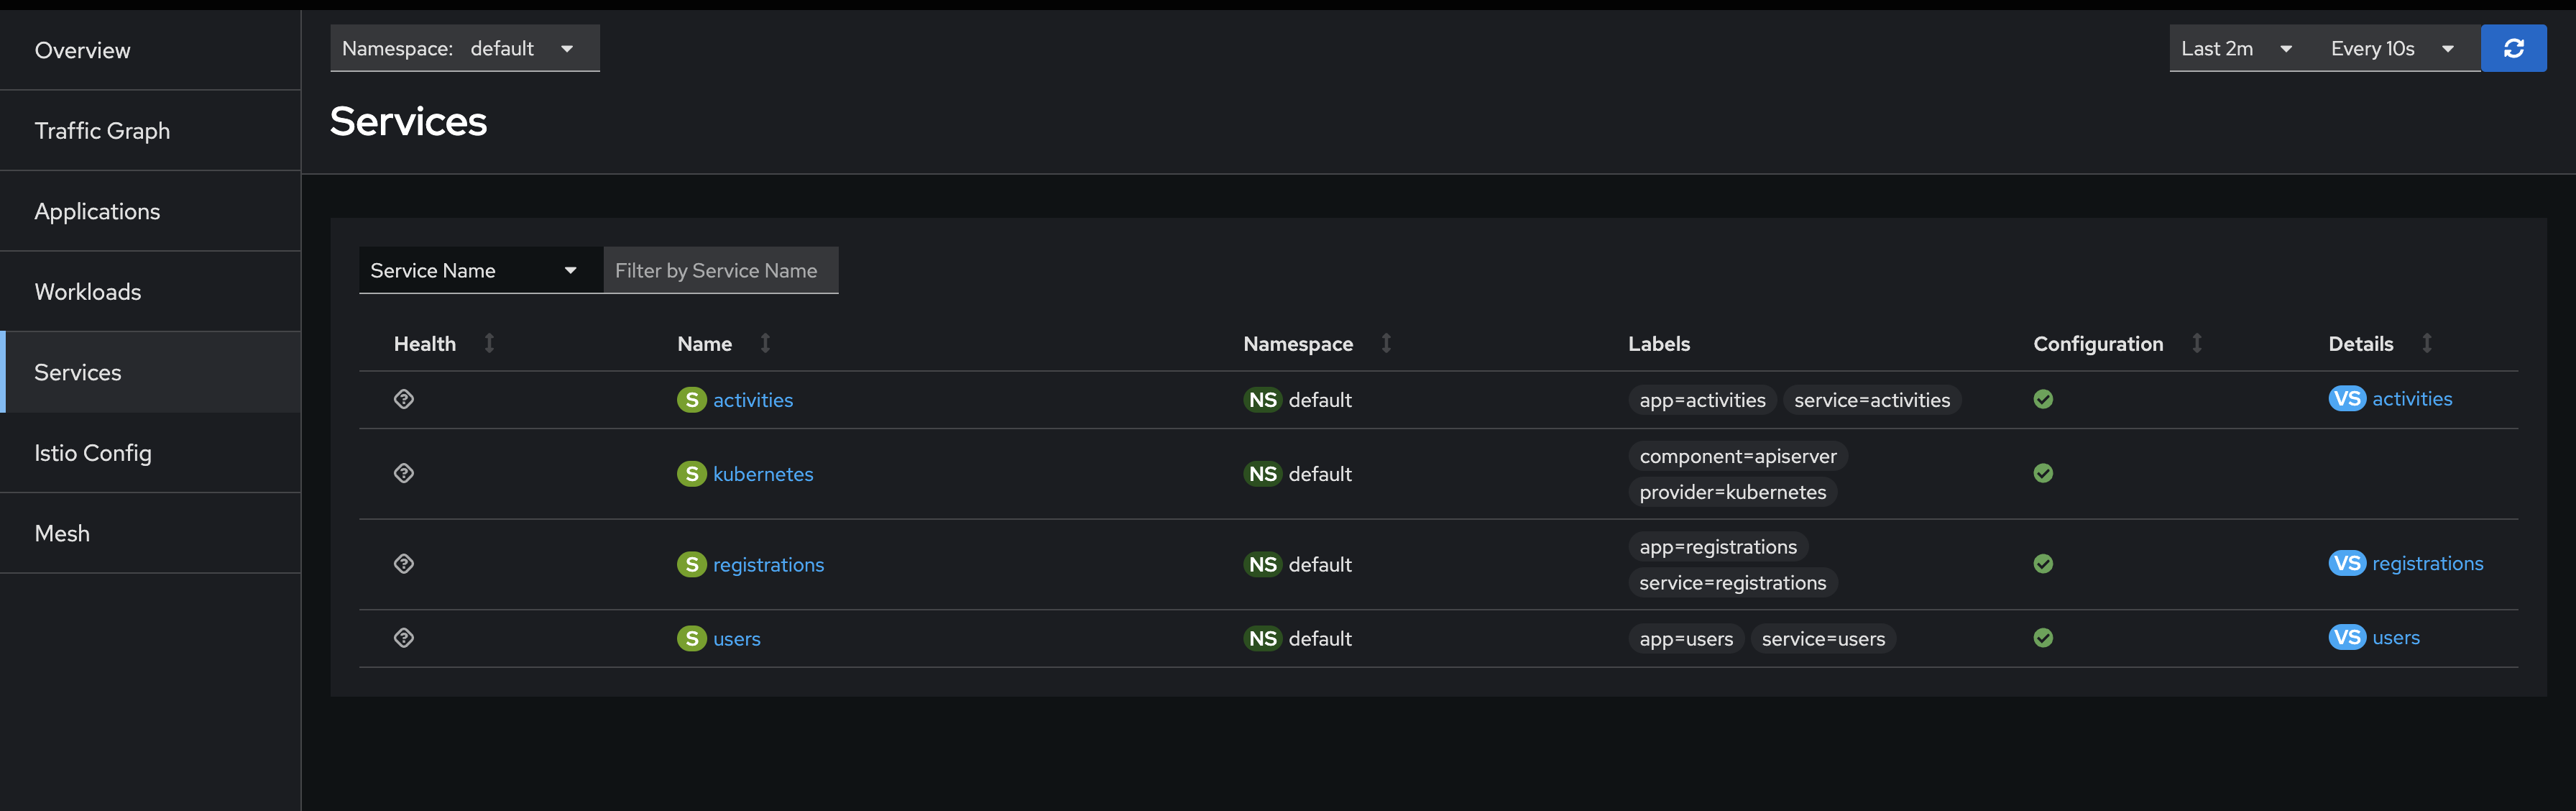 Overview
Traffic Graph
Applications
Workloads
Services
Istio Config
Mesh
Namespace: default
Last 2m Every 10s
Services
Service Name Filter by Service Name
Health Name Namespace Labels Configuration Details
S activities NS default app=activities service=activities VS activities
S kubernetes NS default component=apiserver
provider=kubernetes
S registrations NS default app=registrations
service=registrations VS registrations
S users NS default app=users service=users VS users